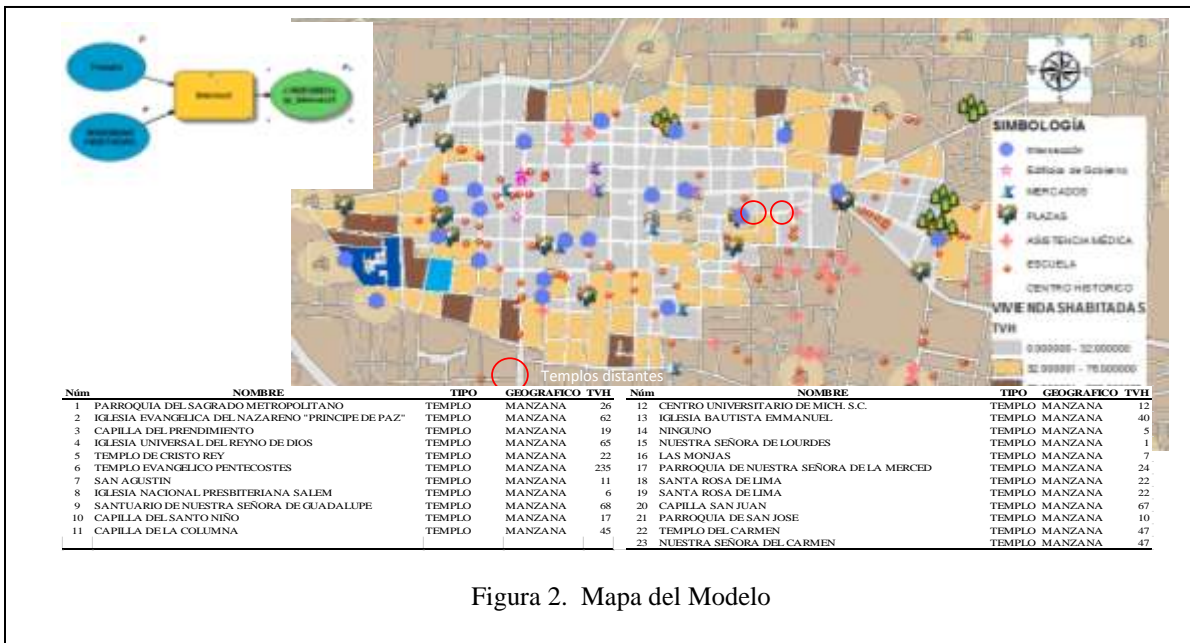 SIMBOLOGÍA
Intersección
Edificios de Gobierno
MERCADOS
PLAZAS
ASISTENCIA MÉDICA
ESCUELA
CENTRO HISTORICO
VIVIENDAS HABITADAS
TVH
0.000000 - 32.000000
32.000001 - 76.000000
Templos distantes
Núm NOMBRE TIPO GEOGRAFICO TVH
1 PARROQUIA DEL SAGRADO METROPOLITANO TEMPLO MANZANA 26
2 IGLESIA EVANGELICA DEL NAZARENO "PRINCIPE DE PAZ" TEMPLO MANZANA 62
3 CAPILLA DEL PRENDIMIENTO TEMPLO MANZANA 19
4 IGLESIA UNIVERSAL DEL REYNO DE DIOS TEMPLO MANZANA 65
5 TEMPLO DE CRISTO REY TEMPLO MANZANA 22
6 TEMPLO EVANGELICO PENTECOSTES TEMPLO MANZANA 235
7 SAN AGUSTIN TEMPLO MANZANA 11
8 IGLESIA NACIONAL PRESBITERIANA SALEM TEMPLO MANZANA 6
9 SANTUARIO DE NUESTRA SEÑORA DE GUADALUPE TEMPLO MANZANA 68
10 CAPILLA DEL SANTO NIÑO TEMPLO MANZANA 17
11 CAPILLA DE LA COLUMNA TEMPLO MANZANA 45
Núm NOMBRE TIPO GEOGRAFICO TVH
12 CENTRO UNIVERSITARIO DE MICH. S.C. TEMPLO MANZANA 12
13 IGLESIA BAUTISTA EMMANUEL TEMPLO MANZANA 40
14 NINGUNO TEMPLO MANZANA 5
15 NUESTRA SEÑORA DE LOURDES TEMPLO MANZANA 1
16 LAS MONJAS TEMPLO MANZANA 7
17 PARROQUIA DE NUESTRA SEÑORA DE LA MERCED TEMPLO MANZANA 24
18 SANTA ROSA DE LIMA TEMPLO MANZANA 22
19 SANTA ROSA DE LIMA TEMPLO MANZANA 22
20 CAPILLA SAN JUAN TEMPLO MANZANA 67
21 PARROQUIA DE SAN JOSE TEMPLO MANZANA 10
22 TEMPLO DEL CARMEN TEMPLO MANZANA 47
23 NUESTRA SEÑORA DEL CARMEN TEMPLO MANZANA 47
Figura 2. Mapa del Modelo